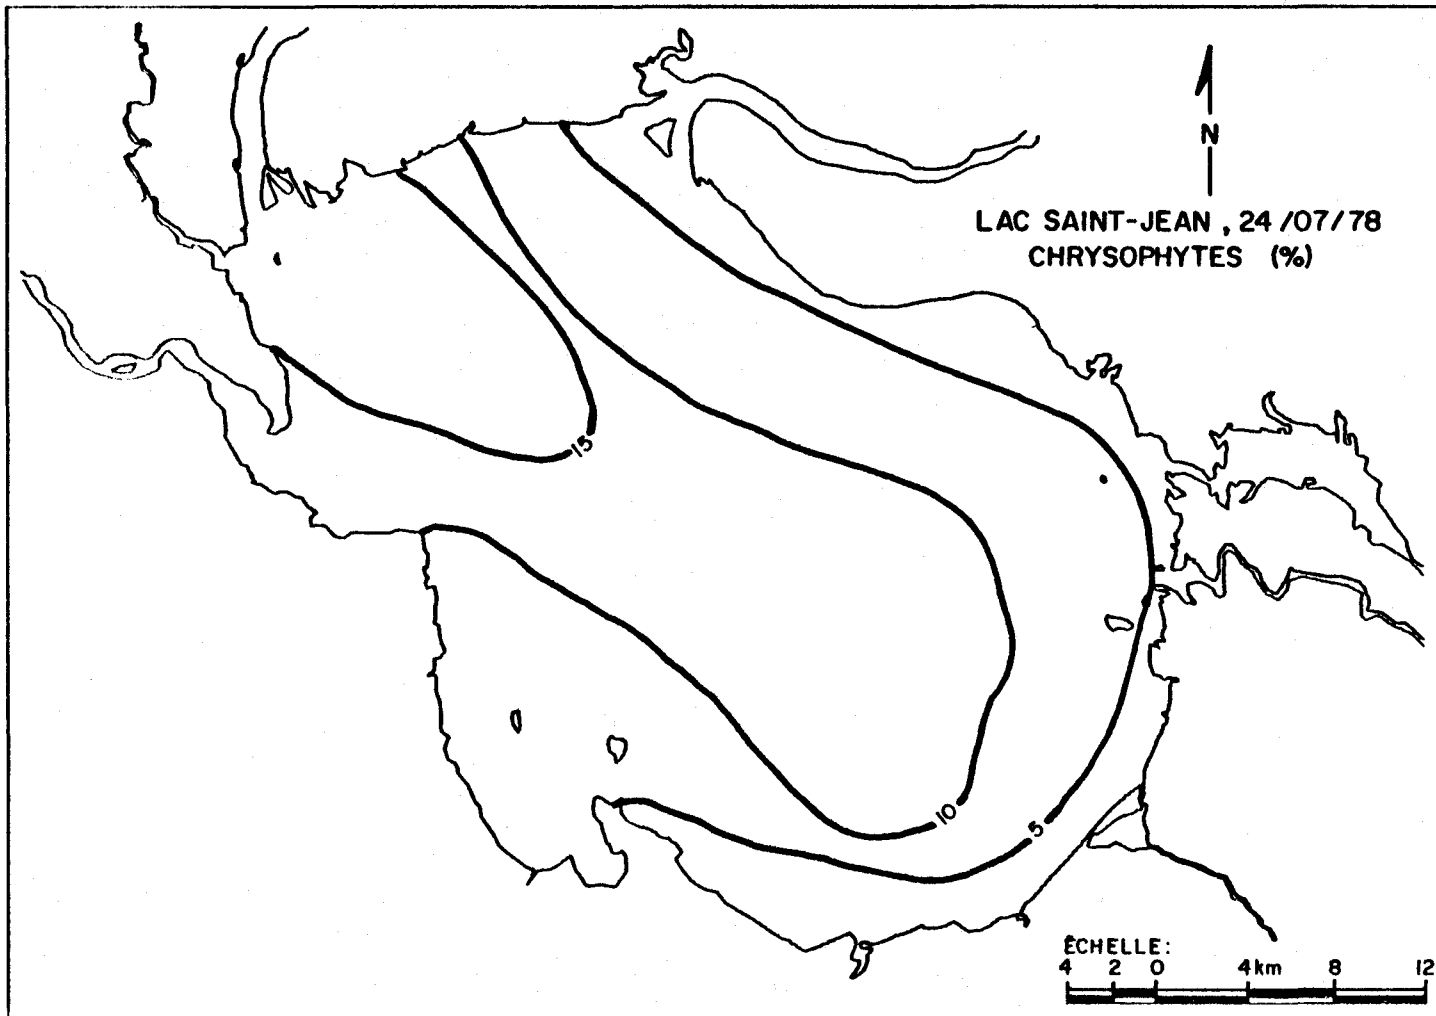 N
LAC SAINT-JEAN, 24/07/78
CHRYSOPHYTES (%)
15
10
5
ÉCHELLE:
4 2 0 4km 8 12